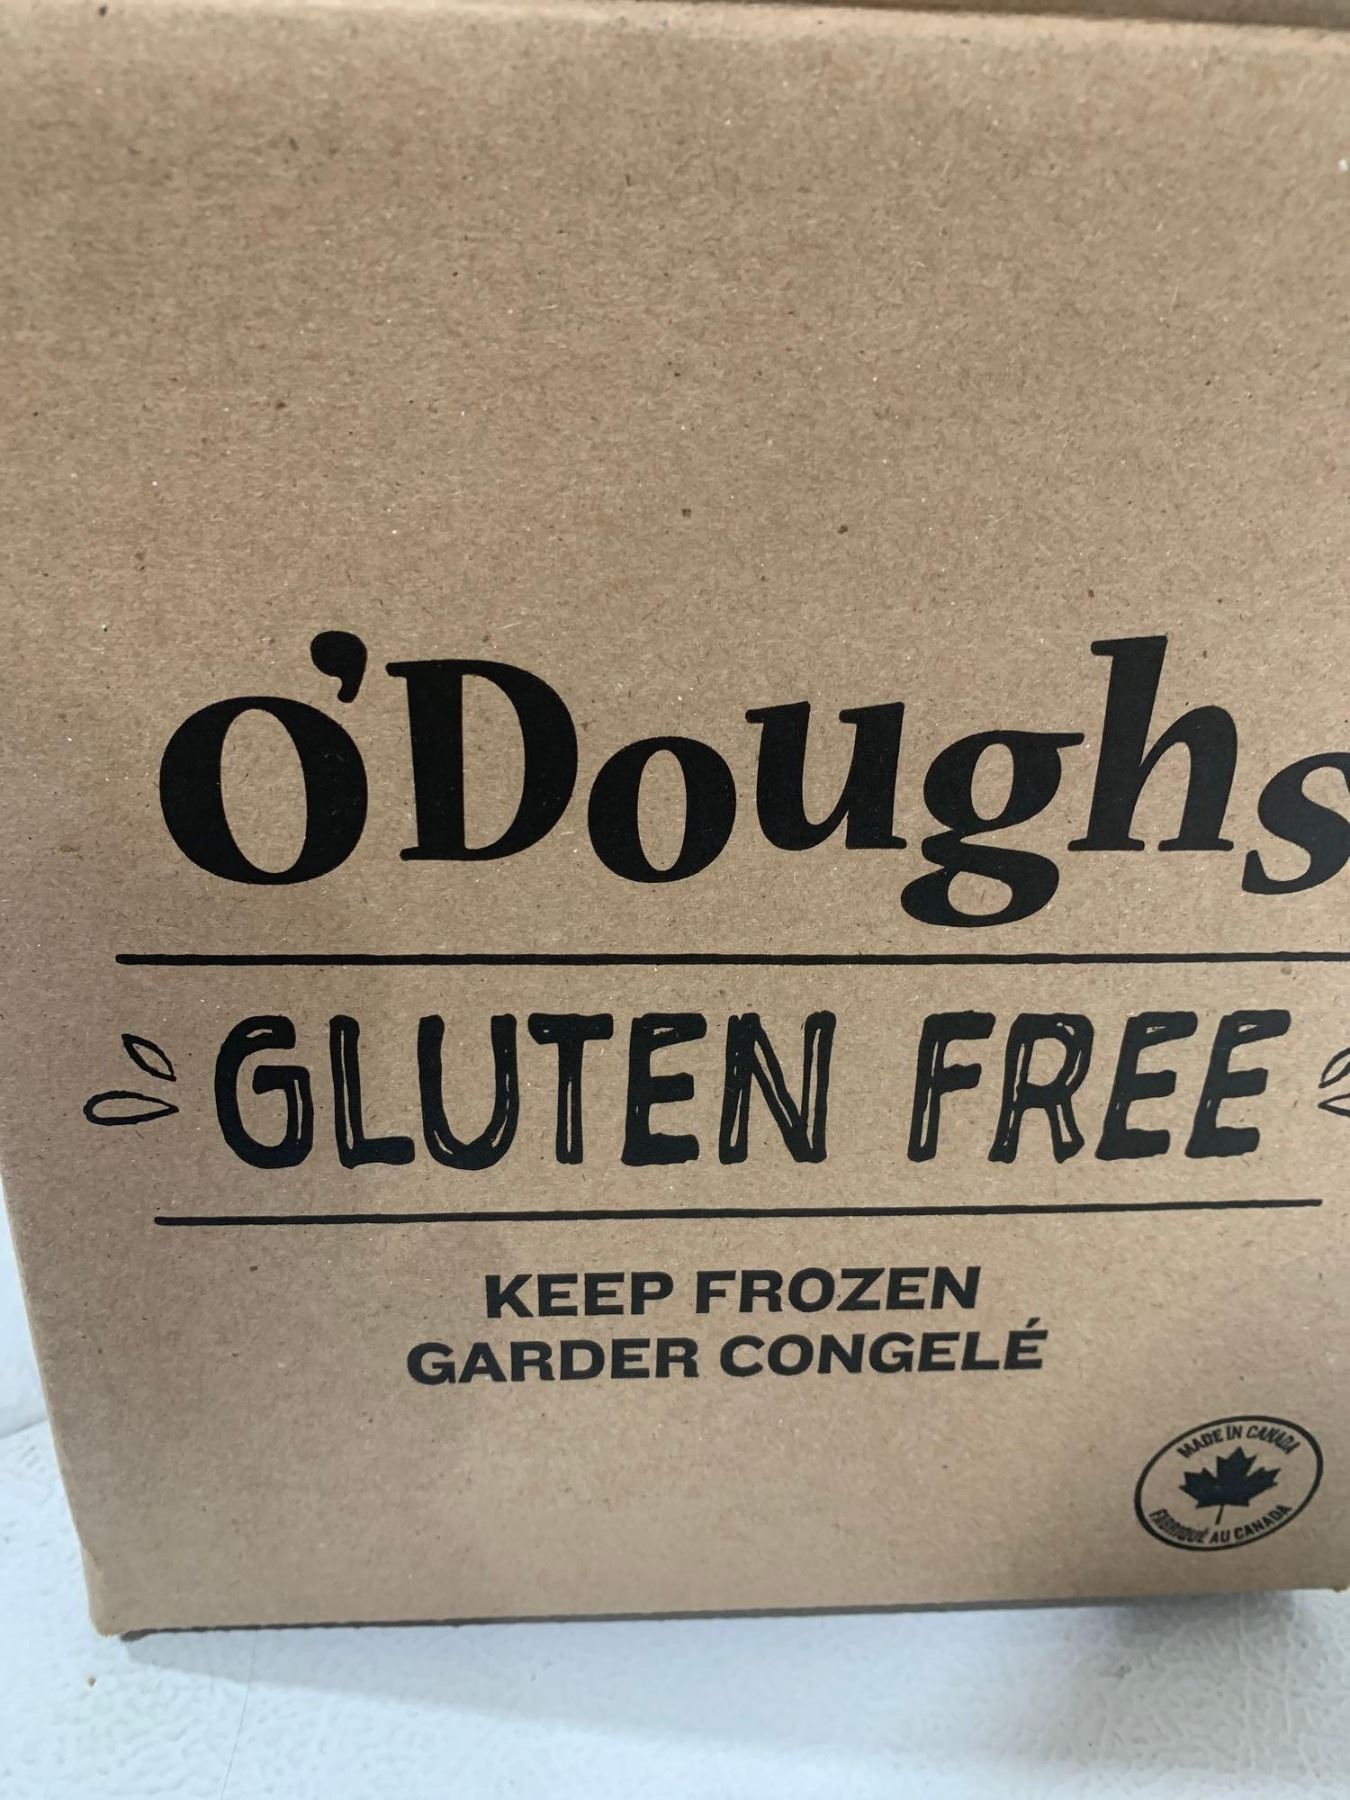 O'Doughs
GLUTEN FREE
KEEP FROZEN
GARDER CONGELÉ
MADE IN CANADA
FABRIQUÉ AU CANADA